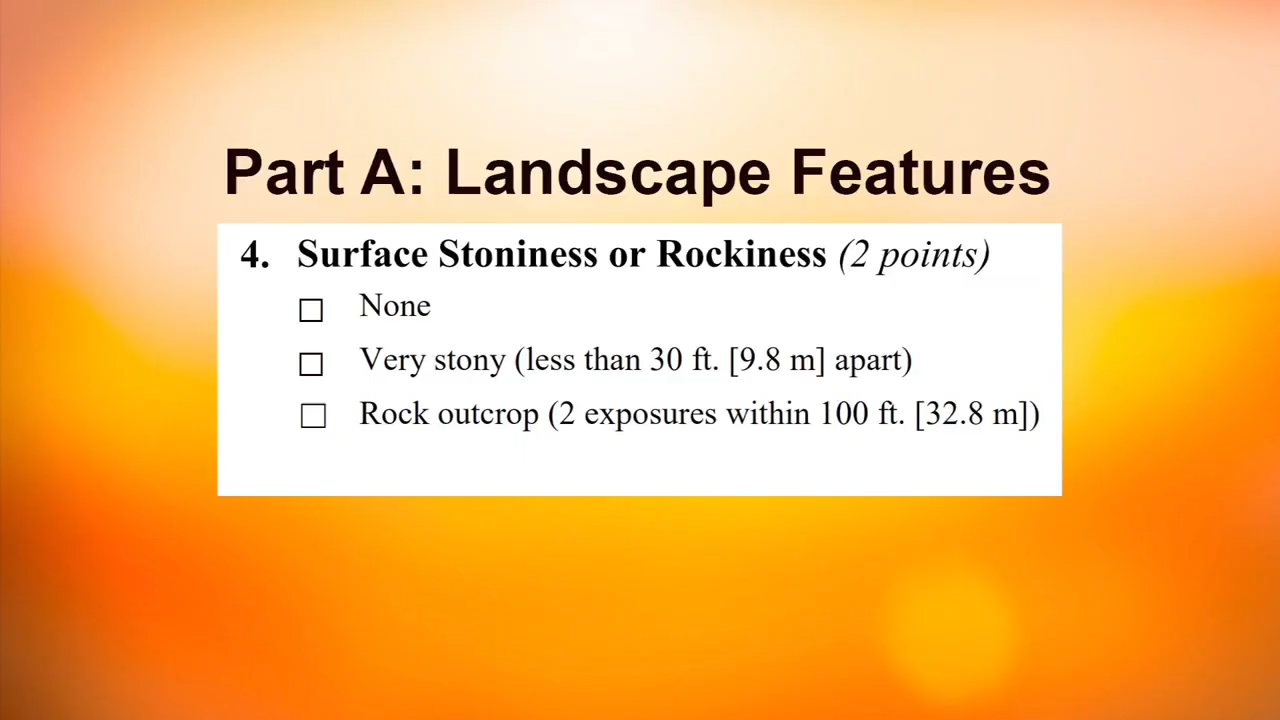 Part A: Landscape Features
4. Surface Stoniness or Rockiness (2 points)
☐ None
☐ Very stony (less than 30 ft. [9.8 m] apart)
☐ Rock outcrop (2 exposures within 100 ft. [32.8 m])